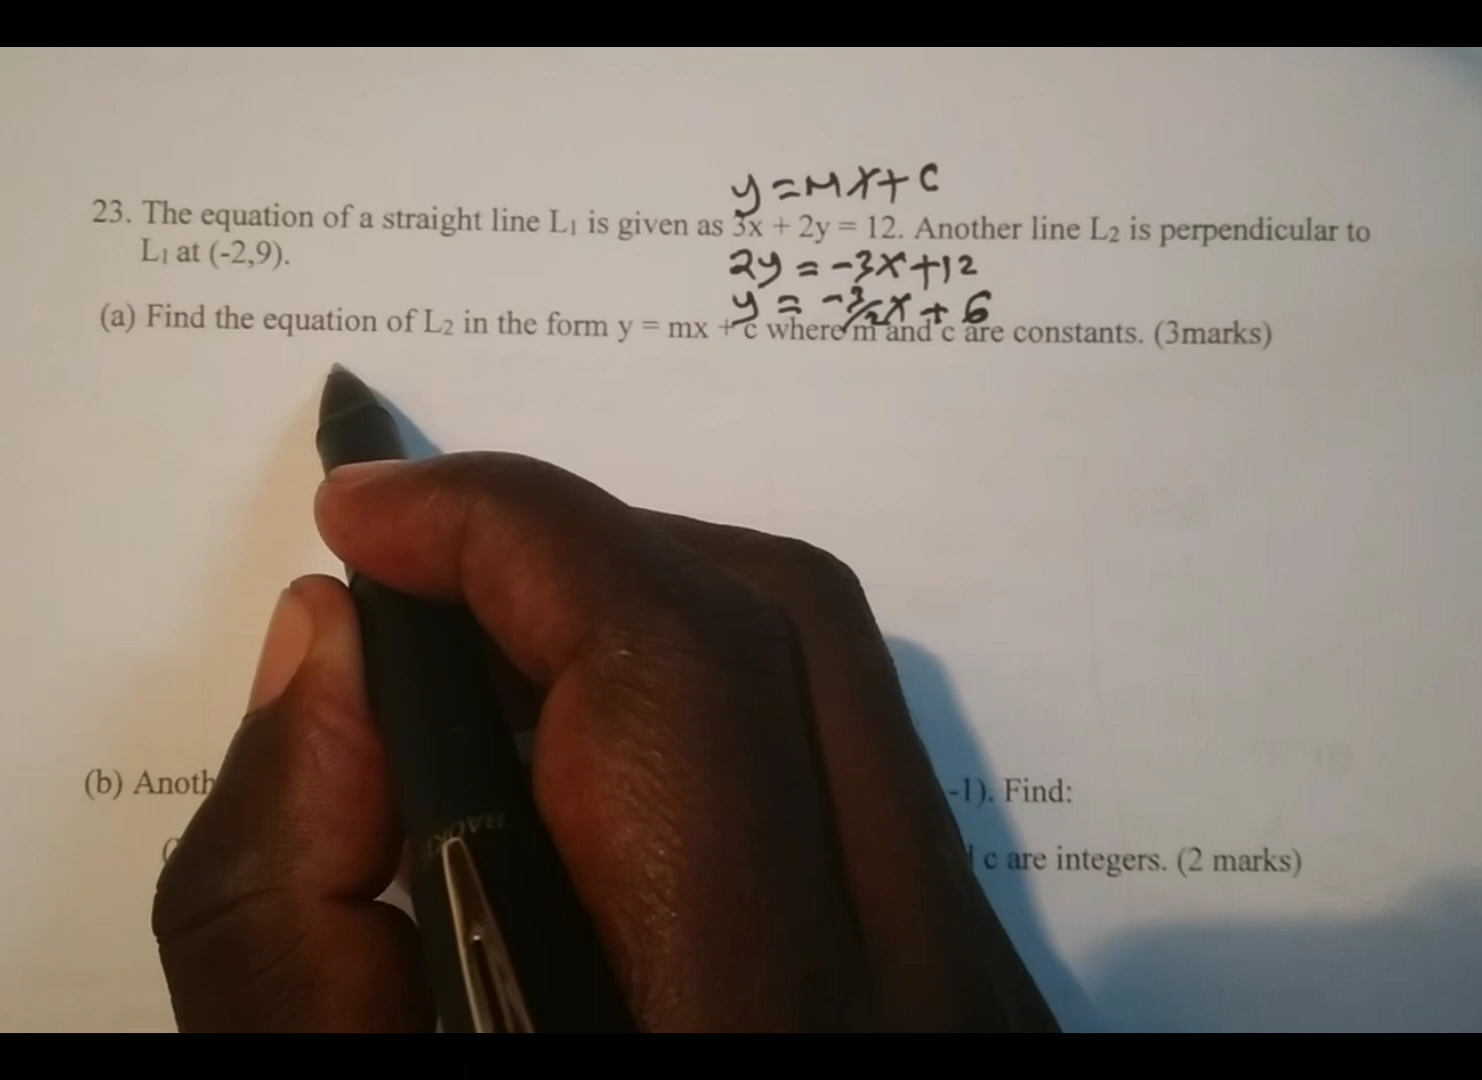 y = mx + c
23. The equation of a straight line L₁ is given as 3x + 2y = 12. Another line L₂ is perpendicular to
L₁ at (-2,9).
2y = -3x + 12
y = -3/2x + 6
(a) Find the equation of L₂ in the form y = mx + c where m and c are constants. (3marks)
(b) Anoth -1). Find:
c are integers. (2 marks)